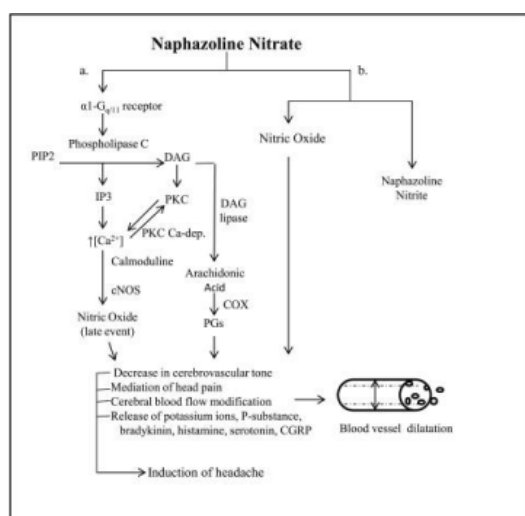 Naphazoline Nitrate
a.
b.
α1-Gq/11 receptor
Phospholipase C
PIP2
DAG
Nitric Oxide
Naphazoline
Nitrite
IP3
PKC
DAG
lipase
↑[Ca²⁺]
PKC Ca-dep.
Calmoduline
cNOS
Arachidonic
Acid
COX
Nitric Oxide
(late event)
PGs
Decrease in cerebrovascular tone
Mediation of head pain
Cerebral blood flow modification
Release of potassium ions, P-substance,
bradykinin, histamine, serotonin, CGRP
Blood vessel dilatation
Induction of headache